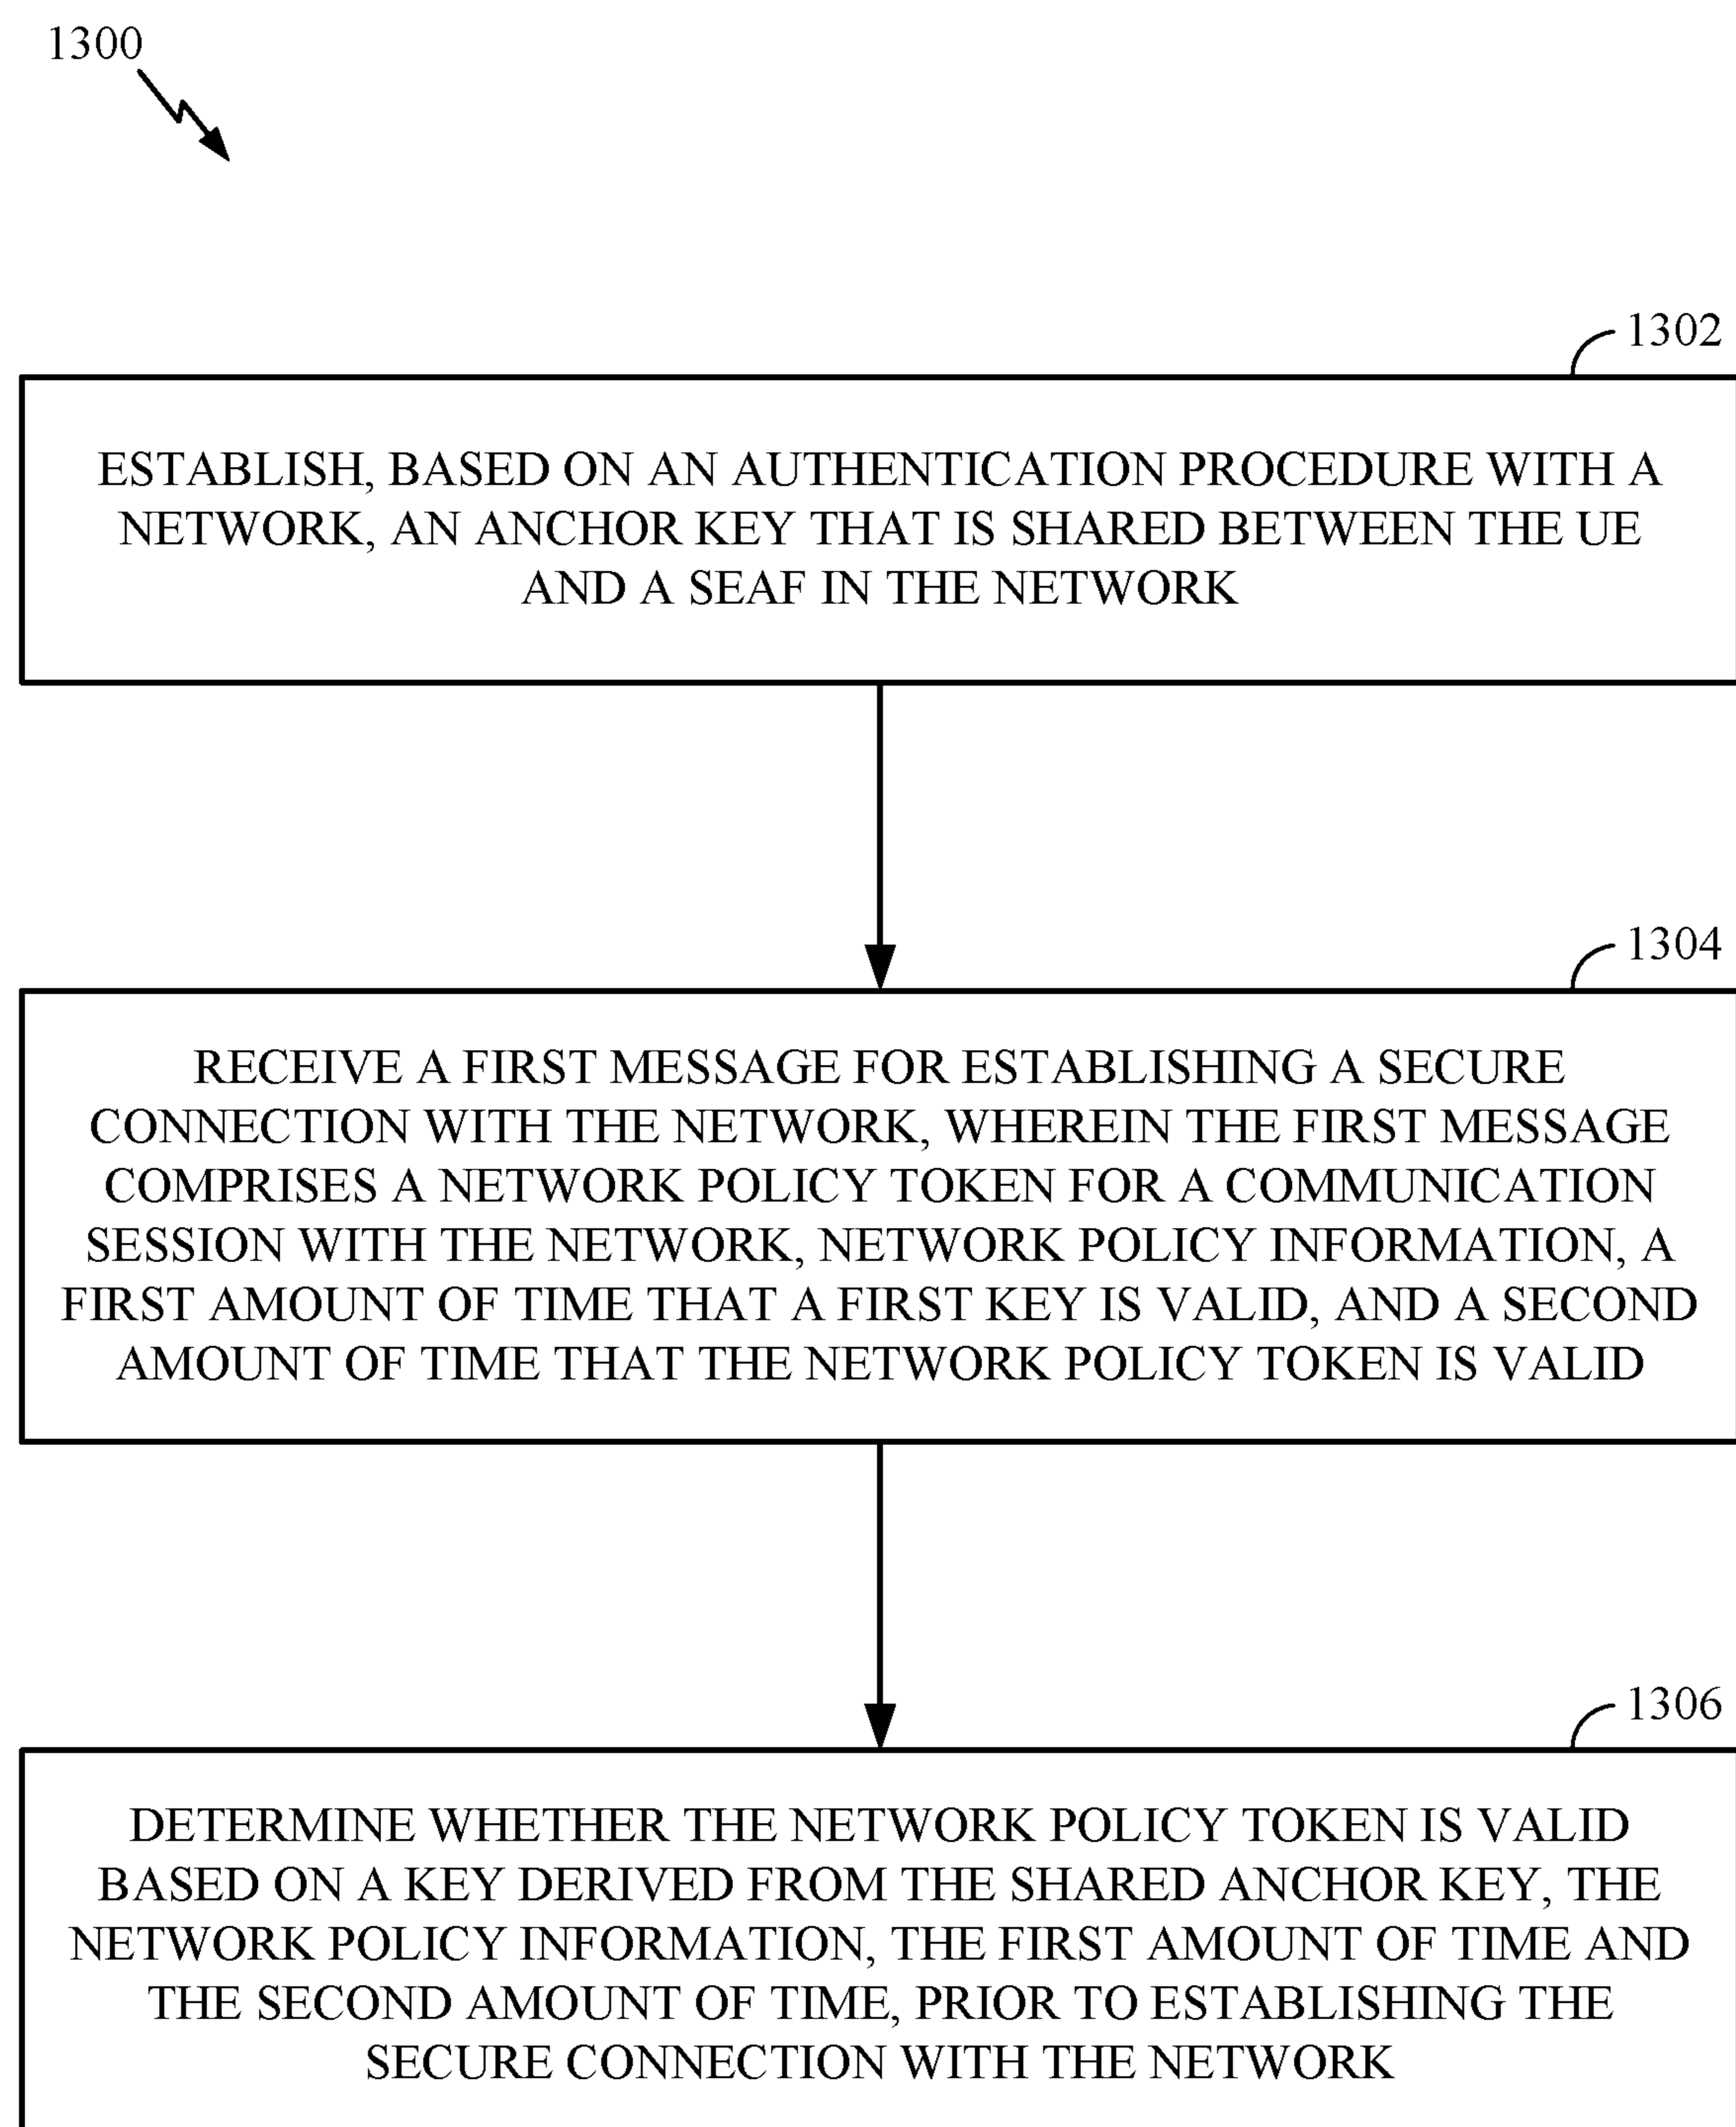 1300
1302
ESTABLISH, BASED ON AN AUTHENTICATION PROCEDURE WITH A
NETWORK, AN ANCHOR KEY THAT IS SHARED BETWEEN THE UE
AND A SEAF IN THE NETWORK
1304
RECEIVE A FIRST MESSAGE FOR ESTABLISHING A SECURE
CONNECTION WITH THE NETWORK, WHEREIN THE FIRST MESSAGE
COMPRISES A NETWORK POLICY TOKEN FOR A COMMUNICATION
SESSION WITH THE NETWORK, NETWORK POLICY INFORMATION, A
FIRST AMOUNT OF TIME THAT A FIRST KEY IS VALID, AND A SECOND
AMOUNT OF TIME THAT THE NETWORK POLICY TOKEN IS VALID
1306
DETERMINE WHETHER THE NETWORK POLICY TOKEN IS VALID
BASED ON A KEY DERIVED FROM THE SHARED ANCHOR KEY, THE
NETWORK POLICY INFORMATION, THE FIRST AMOUNT OF TIME AND
THE SECOND AMOUNT OF TIME, PRIOR TO ESTABLISHING THE
SECURE CONNECTION WITH THE NETWORK